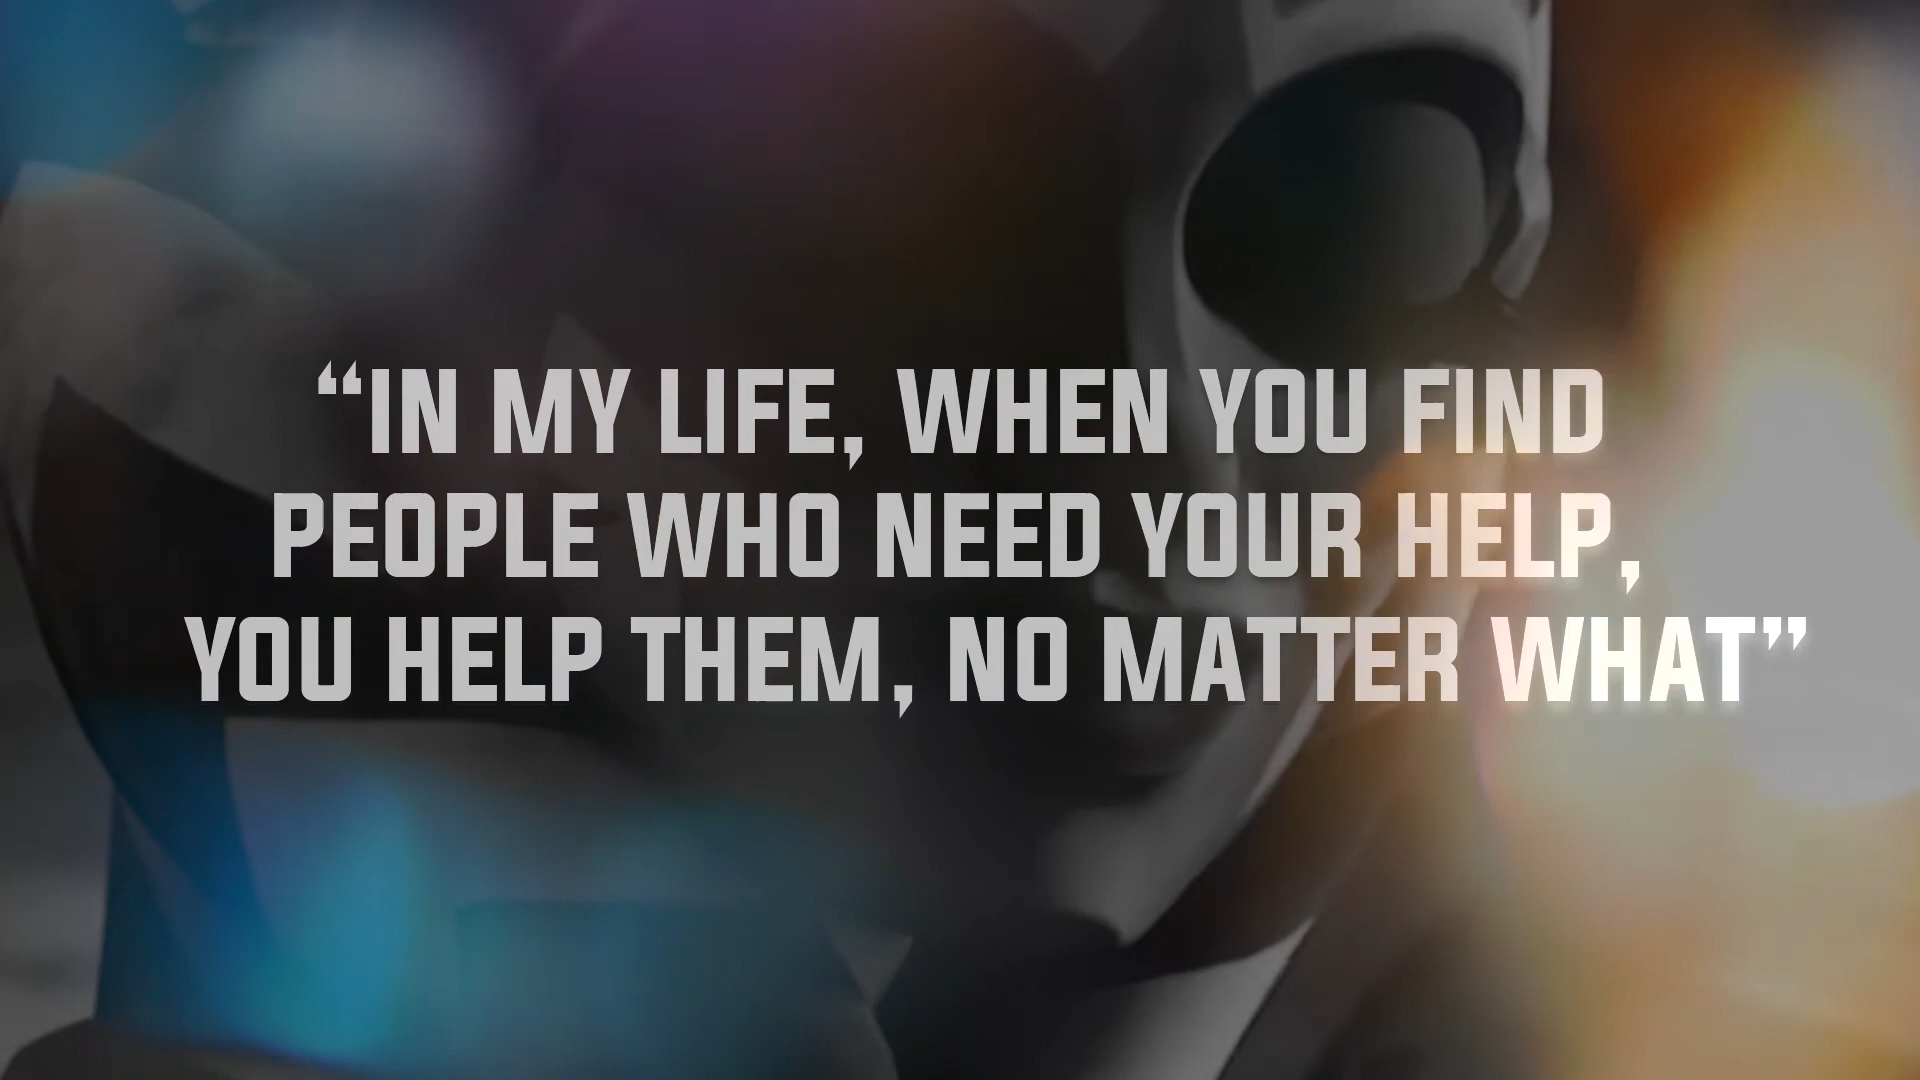 “IN MY LIFE, WHEN YOU FIND
PEOPLE WHO NEED YOUR HELP,
YOU HELP THEM, NO MATTER WHAT”